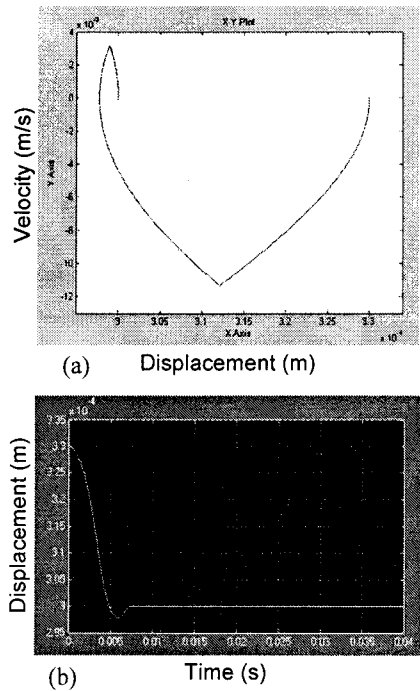 X Y Plot
x 10⁻³
4
2
0
-2
-4
-6
-8
-10
-12
Velocity (m/s)
Y Axis
3 3.05 3.1 3.15 3.2 3.25 3.3
X Axis
x 10⁻⁴
(a) Displacement (m)
x 10⁻⁴
3.35
3.3
3.25
3.2
3.15
3.1
3.05
3
2.95
Displacement (m)
0 0.005 0.01 0.015 0.02 0.025 0.03 0.035 0.04
(b) Time (s)